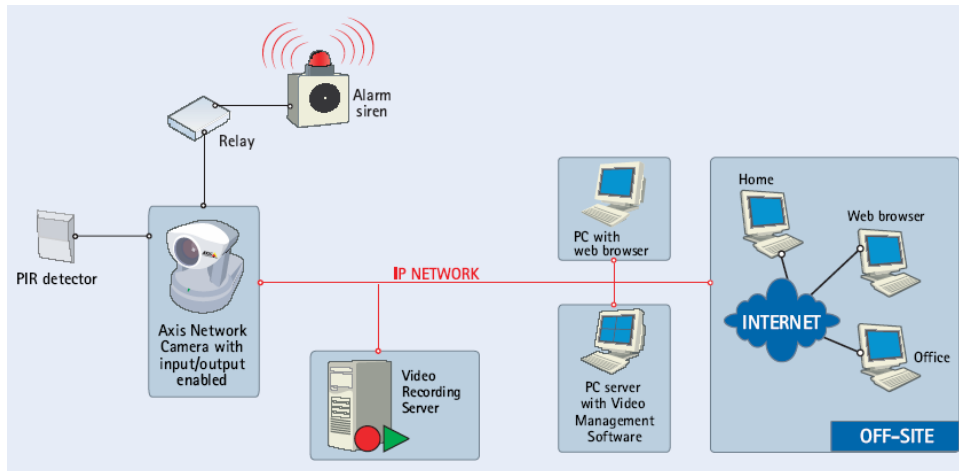 Alarm
siren
Relay
PIR detector
AXIS
Axis Network
Camera with
input/output
enabled
IP NETWORK
Video
Recording
Server
PC with
web browser
PC server
with Video
Management
Software
Home
Web browser
INTERNET
Office
OFF-SITE